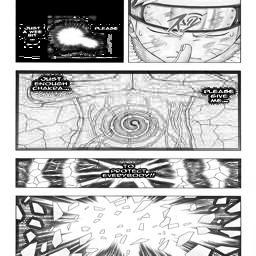 JUST
A WEE
BIT...
PLEASE
JUST
ENOUGH
CHAKRA...
PLEASE
GIVE
ME...
TO
PROTECT
EVERYBODY!!